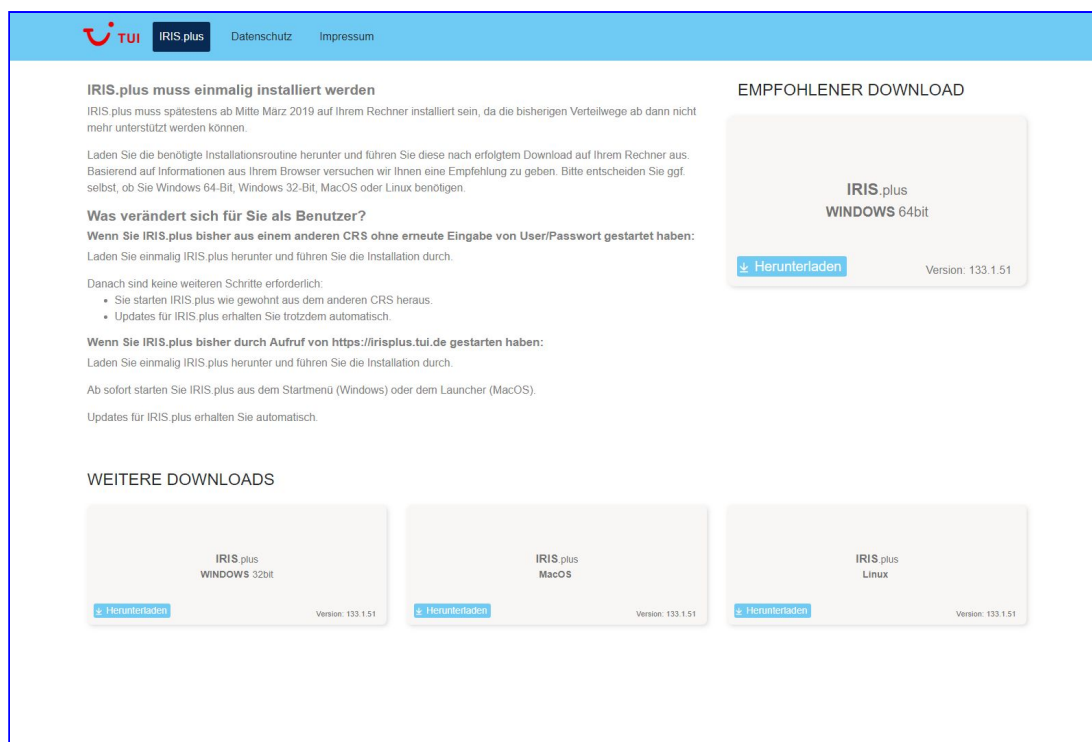 TUI IRIS.plus Datenschutz Impressum
IRIS.plus muss einmalig installiert werden
IRIS.plus muss spätestens ab Mitte März 2019 auf Ihrem Rechner installiert sein, da die bisherigen Verteilwege ab dann nicht
mehr unterstützt werden können.
Laden Sie die benötigte Installationsroutine herunter und führen Sie diese nach erfolgtem Download auf Ihrem Rechner aus.
Basierend auf Informationen aus Ihrem Browser versuchen wir Ihnen eine Empfehlung zu geben. Bitte entscheiden Sie ggf.
selbst, ob Sie Windows 64-Bit, Windows 32-Bit, MacOS oder Linux benötigen.
Was verändert sich für Sie als Benutzer?
Wenn Sie IRIS.plus bisher aus einem anderen CRS ohne erneute Eingabe von User/Passwort gestartet haben:
Laden Sie einmalig IRIS.plus herunter und führen Sie die Installation durch.
Danach sind keine weiteren Schritte erforderlich:
• Sie starten IRIS.plus wie gewohnt aus dem anderen CRS heraus.
• Updates für IRIS.plus erhalten Sie trotzdem automatisch.
Wenn Sie IRIS.plus bisher durch Aufruf von https://irisplus.tui.de gestarten haben:
Laden Sie einmalig IRIS.plus herunter und führen Sie die Installation durch.
Ab sofort starten Sie IRIS.plus aus dem Startmenü (Windows) oder dem Launcher (MacOS).
Updates für IRIS.plus erhalten Sie automatisch.
EMPFOHLENER DOWNLOAD
IRIS.plus
WINDOWS 64bit
Herunterladen
Version: 133.1.51
WEITERE DOWNLOADS
IRIS.plus
WINDOWS 32bit
Herunterladen
Version: 133.1.51
IRIS.plus
MacOS
Herunterladen
Version: 133.1.51
IRIS.plus
Linux
Herunterladen
Version: 133.1.51